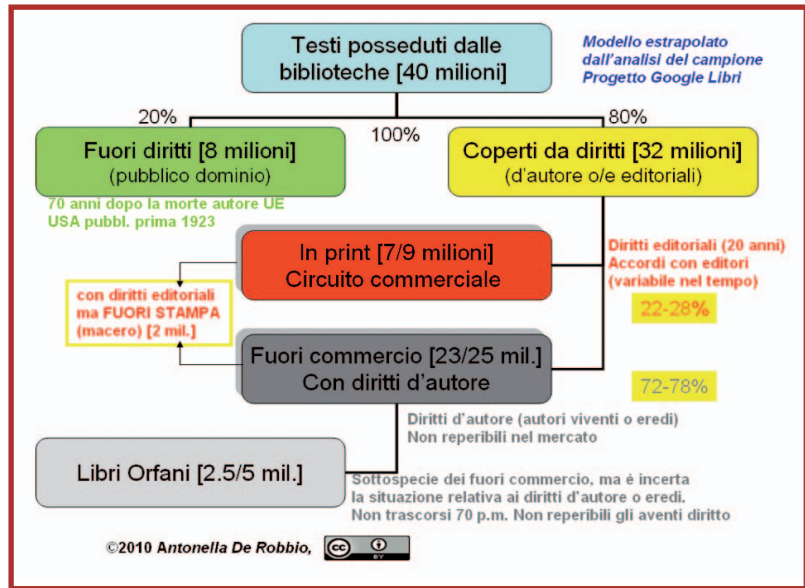 Testi posseduti dalle
biblioteche [40 milioni]
Modello estrapolato
dall'analisi del campione
Progetto Google Libri
20%
100%
80%
Fuori diritti [8 milioni]
(pubblico dominio)
Coperti da diritti [32 milioni]
(d'autore o/e editoriali)
70 anni dopo la morte autore UE
USA pubbl. prima 1923
In print [7/9 milioni]
Circuito commerciale
Diritti editoriali (20 anni)
Accordi con editori
(variabile nel tempo)
con diritti editoriali
ma FUORI STAMPA
(macero) [2 mil.]
22-28%
Fuori commercio [23/25 mil.]
Con diritti d'autore
72-78%
Diritti d'autore (autori viventi o eredi)
Non reperibili nel mercato
Libri Orfani [2.5/5 mil.]
Sottospecie dei fuori commercio, ma é incerta
la situazione relativa ai diritti d'autore o eredi.
Non trascorsi 70 p.m. Non reperibili gli aventi diritto
©2010 Antonella De Robbio,
cc
BY